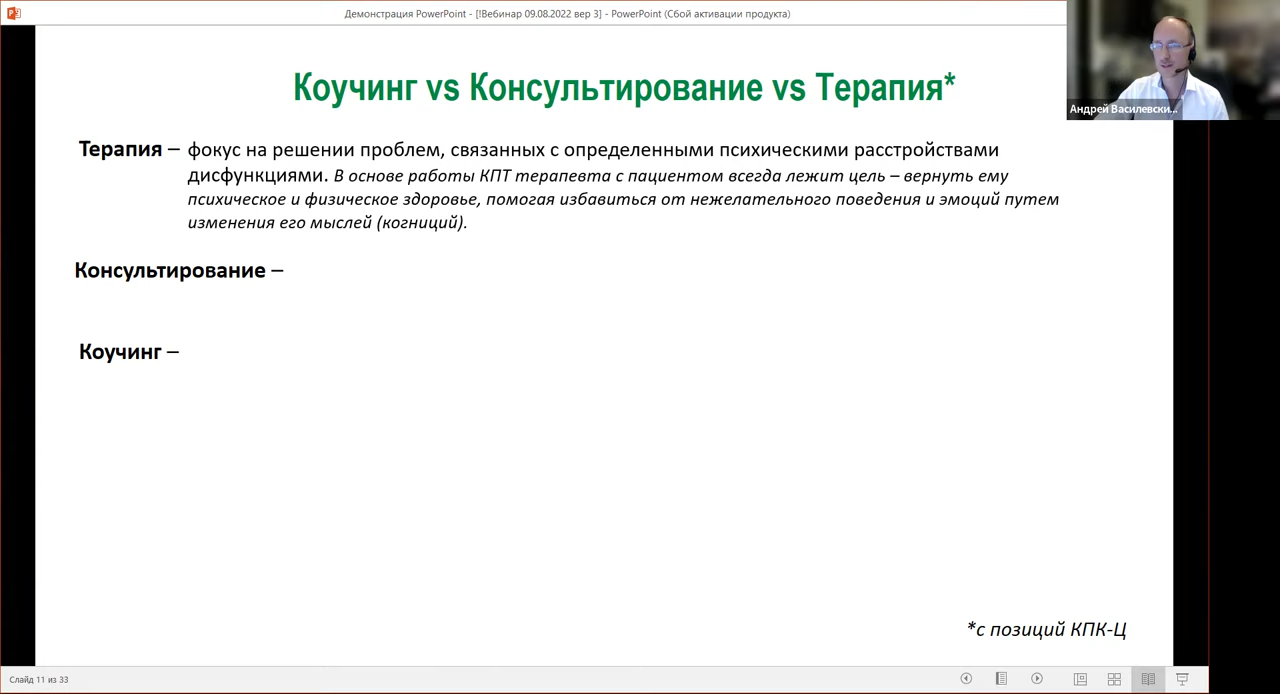 Демонстрация PowerPoint - [!Вебинар 09.08.2022 вер 3] - PowerPoint (Сбой активации продукта)
Андрей Василевски...
Коучинг vs Консультирование vs Терапия*
Терапия – фокус на решении проблем, связанных с определенными психическими расстройствами
дисфункциями. В основе работы КПТ терапевта с пациентом всегда лежит цель – вернуть ему
психическое и физическое здоровье, помогая избавиться от нежелательного поведения и эмоций путем
изменения его мыслей (когниций).
Консультирование –
Коучинг –
*с позиций КПК-Ц
Слайд 11 из 33